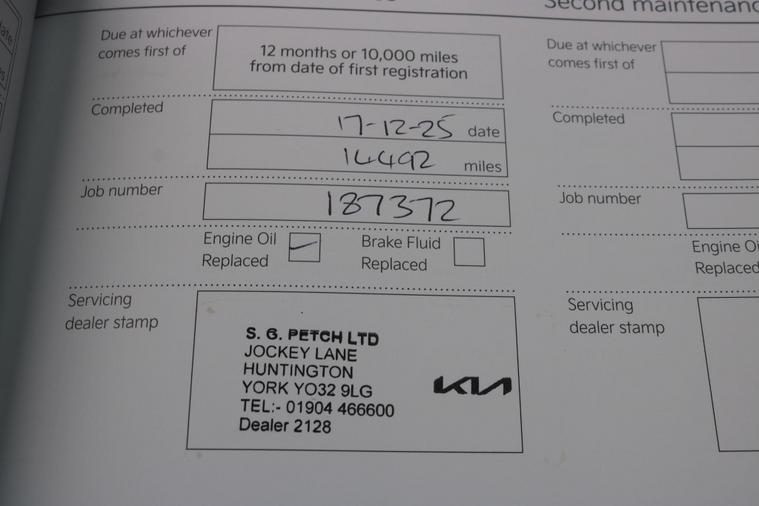 Second maintenanc
Due at whichever
comes first of
12 months or 10,000 miles
from date of first registration
Due at whichever
comes first of
Completed
17-12-25 date
14492 miles
Completed
Job number
187372
Job number
Engine Oil
Replaced
Brake Fluid
Replaced
Engine Oi
Replaced
Servicing
dealer stamp
S. G. PETCH LTD
JOCKEY LANE
HUNTINGTON
YORK YO32 9LG
TEL:- 01904 466600
Dealer 2128
KIA
Servicing
dealer stamp